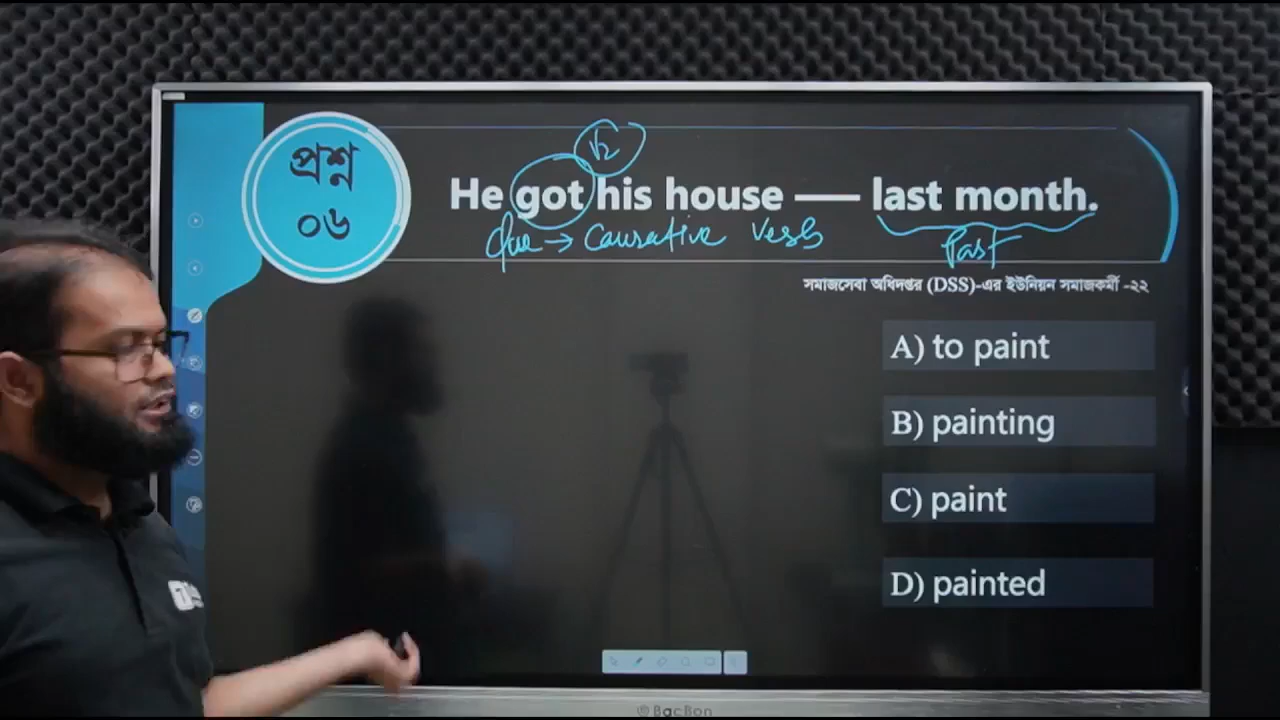 প্রশ্ন
০৬
V2
He got his house —— last month.
→ Causative Verb
Past
সমাজসেবা অধিদপ্তর (DSS)-এর ইউনিয়ন সমাজকর্মী -২২
A) to paint
B) painting
C) paint
D) painted
BacBon